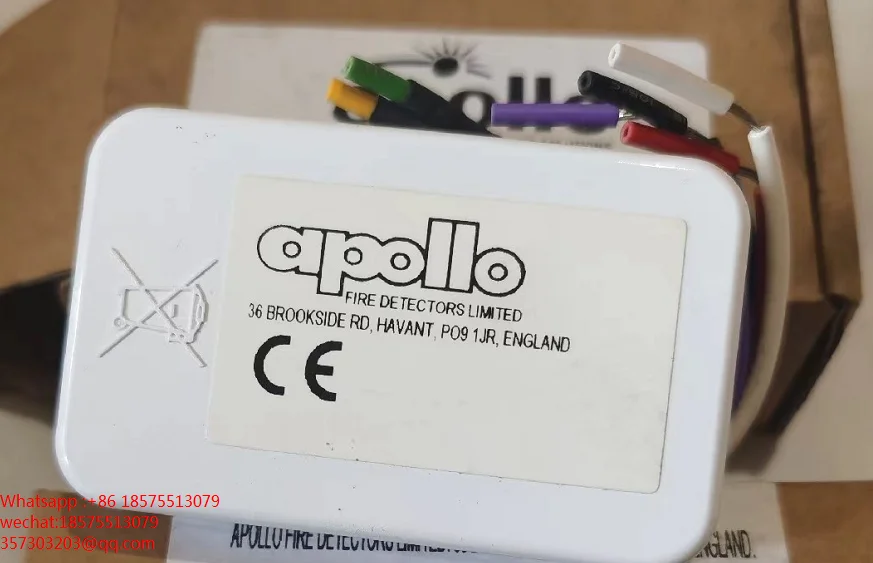 apollo
FIRE DETECTORS LIMITED
36 BROOKSIDE RD, HAVANT, PO9 1JR, ENGLAND
CE
Whatsapp :+86 18575513079
wechat:18575513079
357303203@qq.com
APOLLO FIRE DETECTORS LIMITED
ENGLAND.